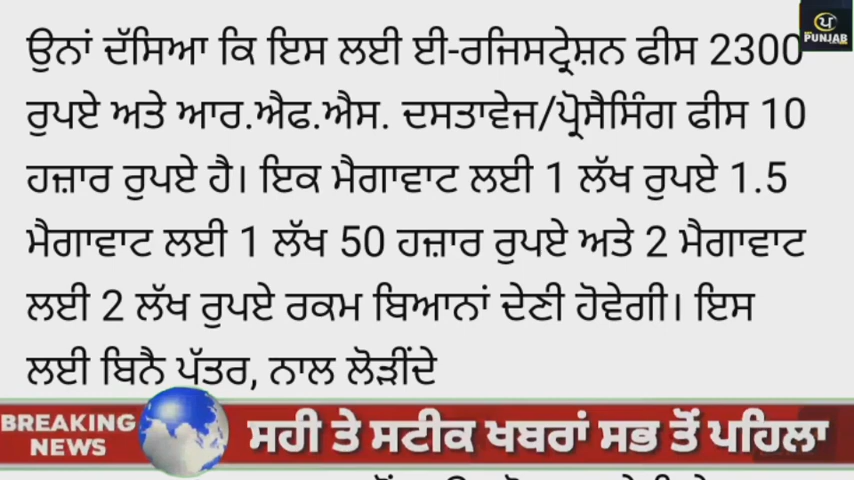 ਪੰ
PUNJAB
ਉਨਾਂ ਦੱਸਿਆ ਕਿ ਇਸ ਲਈ ਈ-ਰਜਿਸਟ੍ਰੇਸ਼ਨ ਫੀਸ 2300
ਰੁਪਏ ਅਤੇ ਆਰ.ਐਫ.ਐਸ. ਦਸਤਾਵੇਜ/ਪ੍ਰੋਸੈਸਿੰਗ ਫੀਸ 10
ਹਜ਼ਾਰ ਰੁਪਏ ਹੈ। ਇਕ ਮੈਗਾਵਾਟ ਲਈ 1 ਲੱਖ ਰੁਪਏ 1.5
ਮੈਗਾਵਾਟ ਲਈ 1 ਲੱਖ 50 ਹਜ਼ਾਰ ਰੁਪਏ ਅਤੇ 2 ਮੈਗਾਵਾਟ
ਲਈ 2 ਲੱਖ ਰੁਪਏ ਰਕਮ ਬਿਆਨਾਂ ਦੇਣੀ ਹੋਵੇਗੀ। ਇਸ
ਲਈ ਬਿਨੈ ਪੱਤਰ, ਨਾਲ ਲੋੜੀਂਦੇ
BREAKING
NEWS
ਸਹੀ ਤੇ ਸਟੀਕ ਖਬਰਾਂ ਸਭ ਤੋਂ ਪਹਿਲਾ